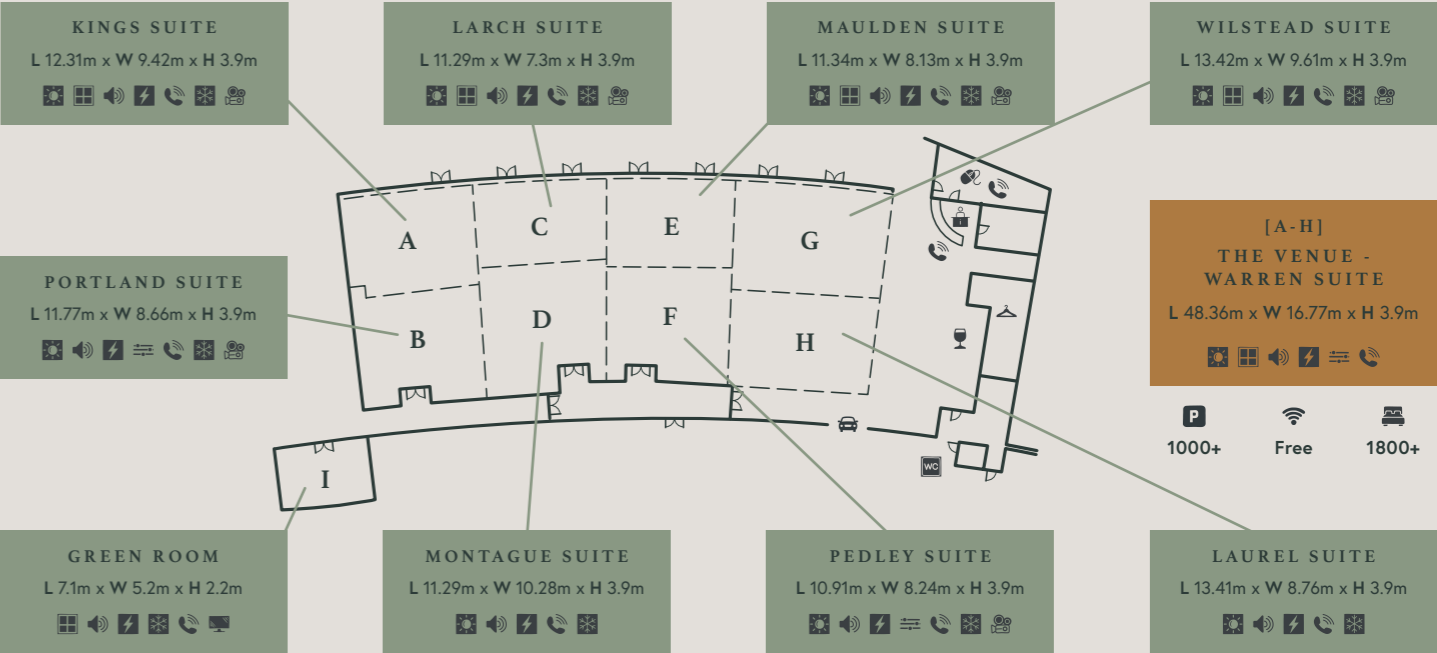 KINGS SUITE
L 12.31m x W 9.42m x H 3.9m
LARCH SUITE
L 11.29m x W 7.3m x H 3.9m
MAULDEN SUITE
L 11.34m x W 8.13m x H 3.9m
WILSTEAD SUITE
L 13.42m x W 9.61m x H 3.9m
A
C
E
G
PORTLAND SUITE
L 11.77m x W 8.66m x H 3.9m
B
D
F
H
[A-H]
THE VENUE -
WARREN SUITE
L 48.36m x W 16.77m x H 3.9m
P
1000+
Free
1800+
WC
I
GREEN ROOM
L 7.1m x W 5.2m x H 2.2m
MONTAGUE SUITE
L 11.29m x W 10.28m x H 3.9m
PEDLEY SUITE
L 10.91m x W 8.24m x H 3.9m
LAUREL SUITE
L 13.41m x W 8.76m x H 3.9m